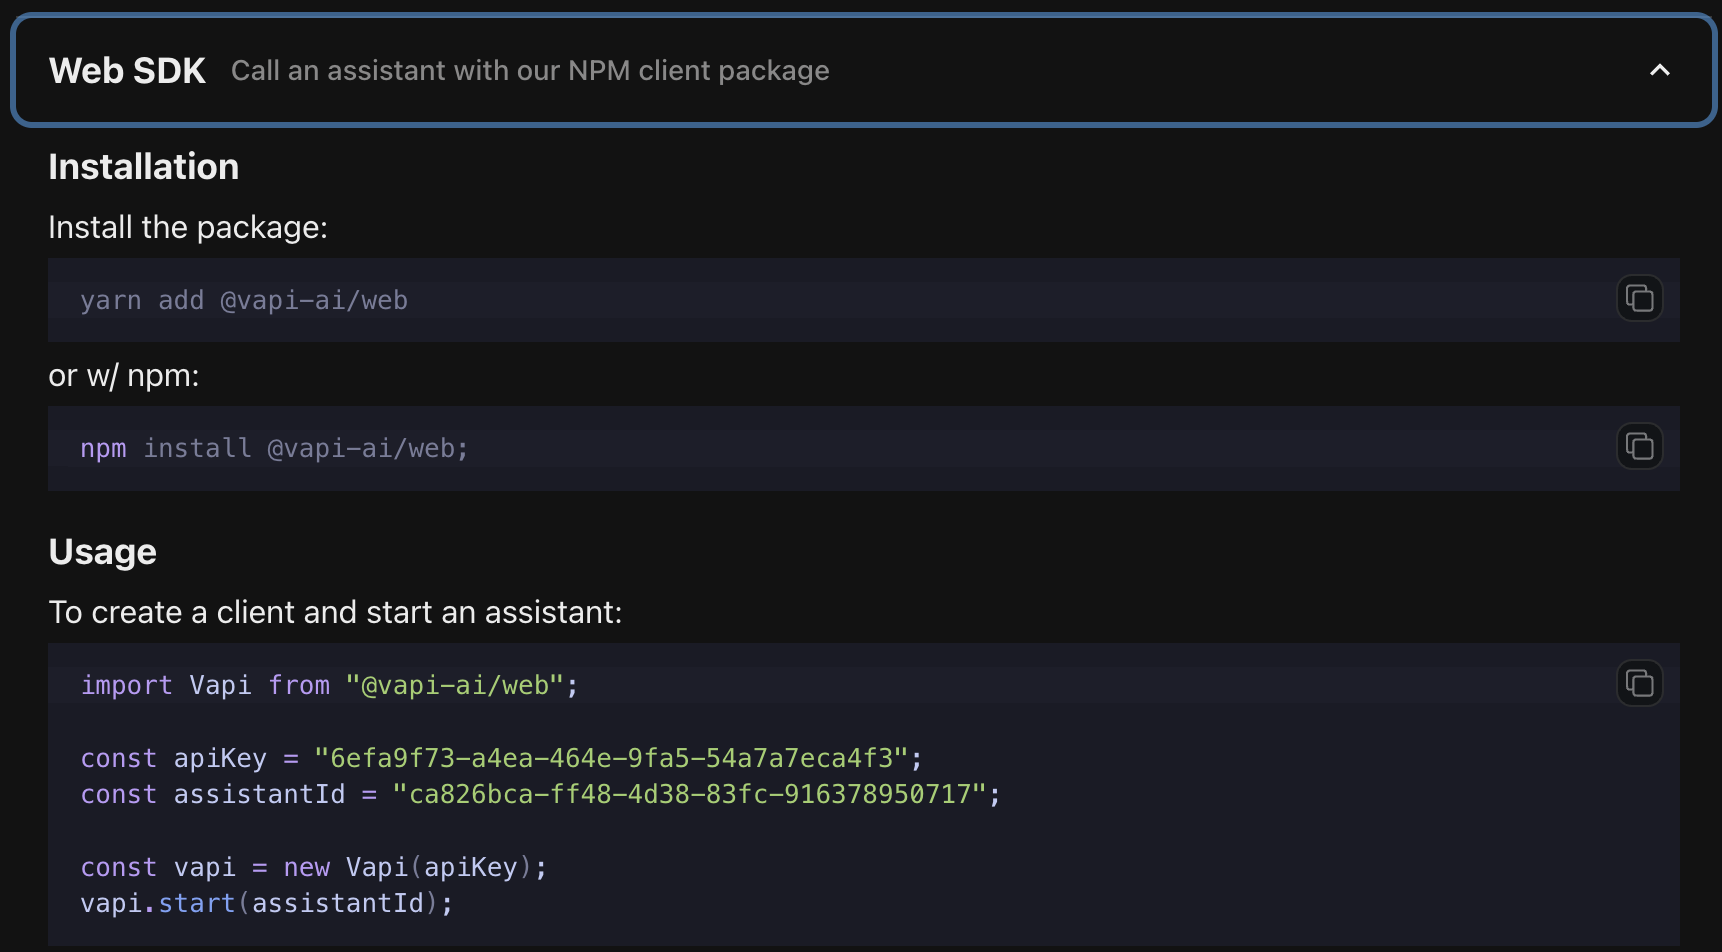 Web SDK Call an assistant with our NPM client package
Installation
Install the package:
yarn add @vapi-ai/web
or w/ npm:
npm install @vapi-ai/web;
Usage
To create a client and start an assistant:
import Vapi from "@vapi-ai/web";
const apiKey = "6efa9f73-a4ea-464e-9fa5-54a7a7eca4f3";
const assistantId = "ca826bca-ff48-4d38-83fc-916378950717";
const vapi = new Vapi(apiKey);
vapi.start(assistantId);